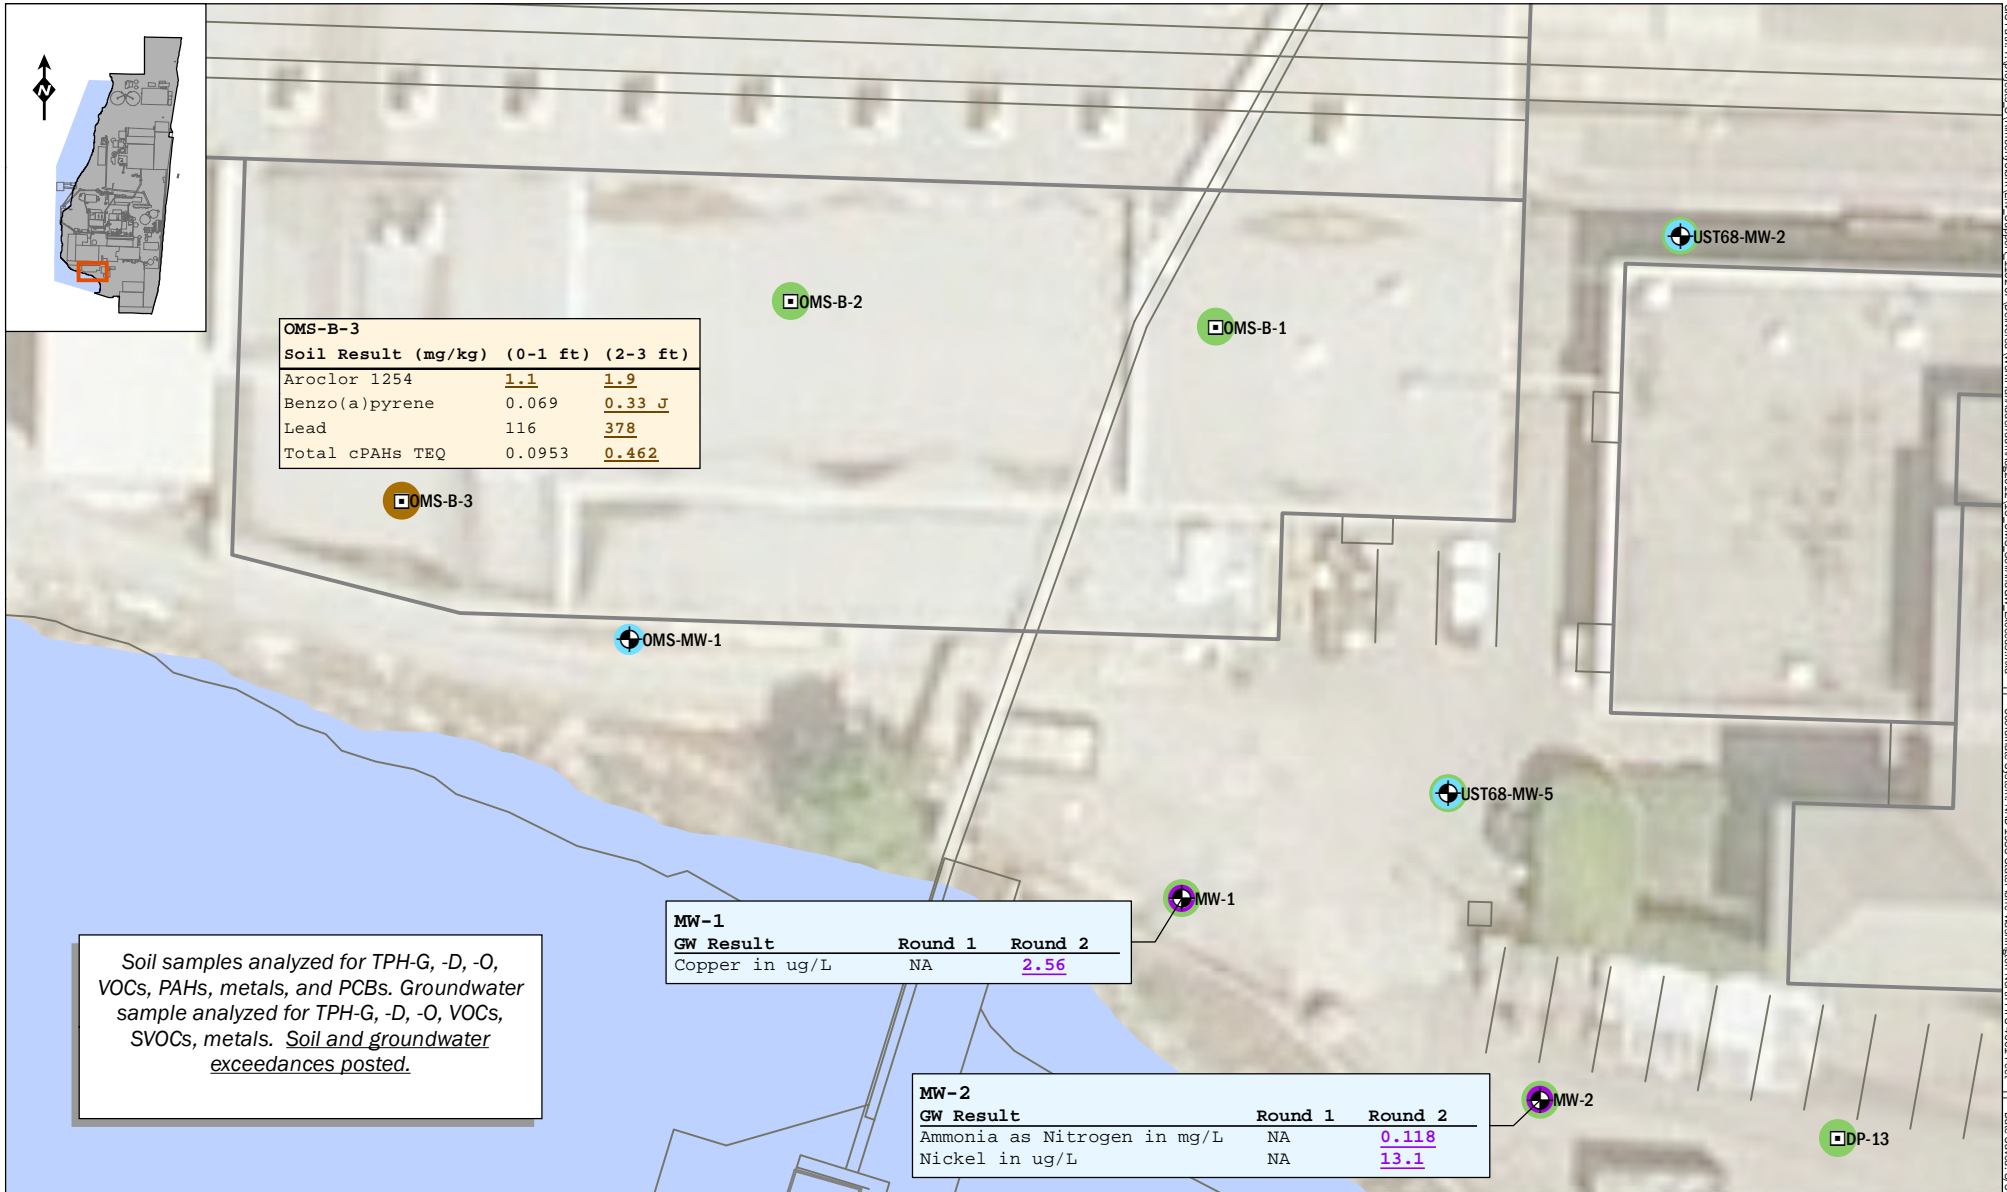 N
UST68-MW-2
OMS-B-2
OMS-B-1
OMS-B-3
Soil Result (mg/kg) (0-1 ft) (2-3 ft)
Aroclor 1254 1.1 1.9
Benzo(a)pyrene 0.069 0.33 J
Lead 116 378
Total cPAHs TEQ 0.0953 0.462
OMS-B-3
OMS-MW-1
UST68-MW-5
MW-1
MW-1
GW Result Round 1 Round 2
Copper in ug/L NA 2.56
Soil samples analyzed for TPH-G, -D, -O,
VOCs, PAHs, metals, and PCBs. Groundwater
sample analyzed for TPH-G, -D, -O, VOCs,
SVOCs, metals. Soil and groundwater
exceedances posted.
MW-2
GW Result Round 1 Round 2
Ammonia as Nitrogen in mg/L NA 0.118
Nickel in ug/L NA 13.1
MW-2
DP-13